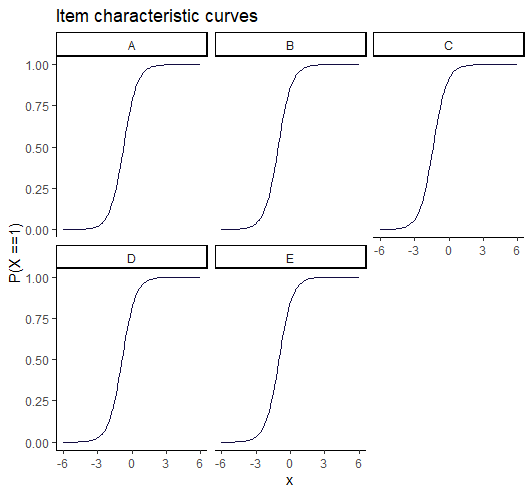 Item characteristic curves
A B C
1.00
0.75
0.50
0.25
0.00
-6 -3 0 3 6
D E
1.00
0.75
0.50
0.25
0.00
-6 -3 0 3 6 -6 -3 0 3 6
x
P(X ==1)